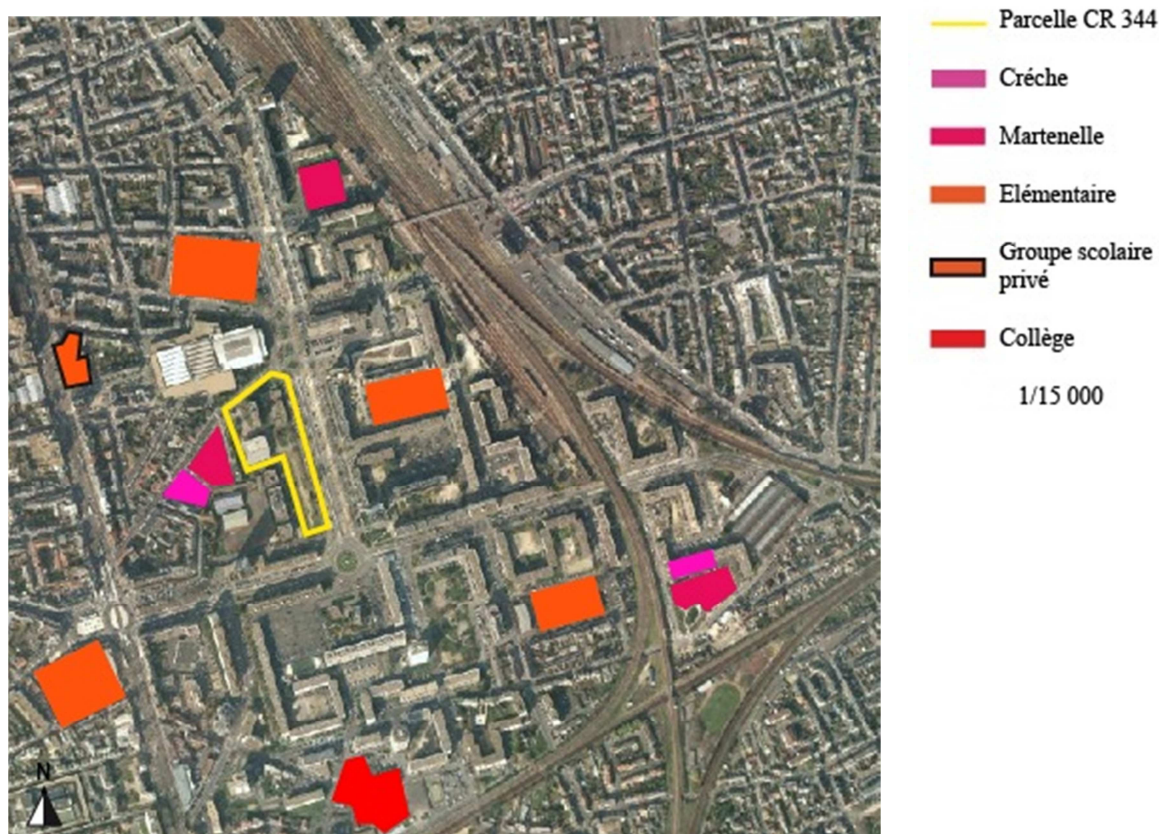 Parcelle CR 344
Créche
Martenelle
Elémentaire
Groupe scolaire
privé
Collège
1/15 000
N